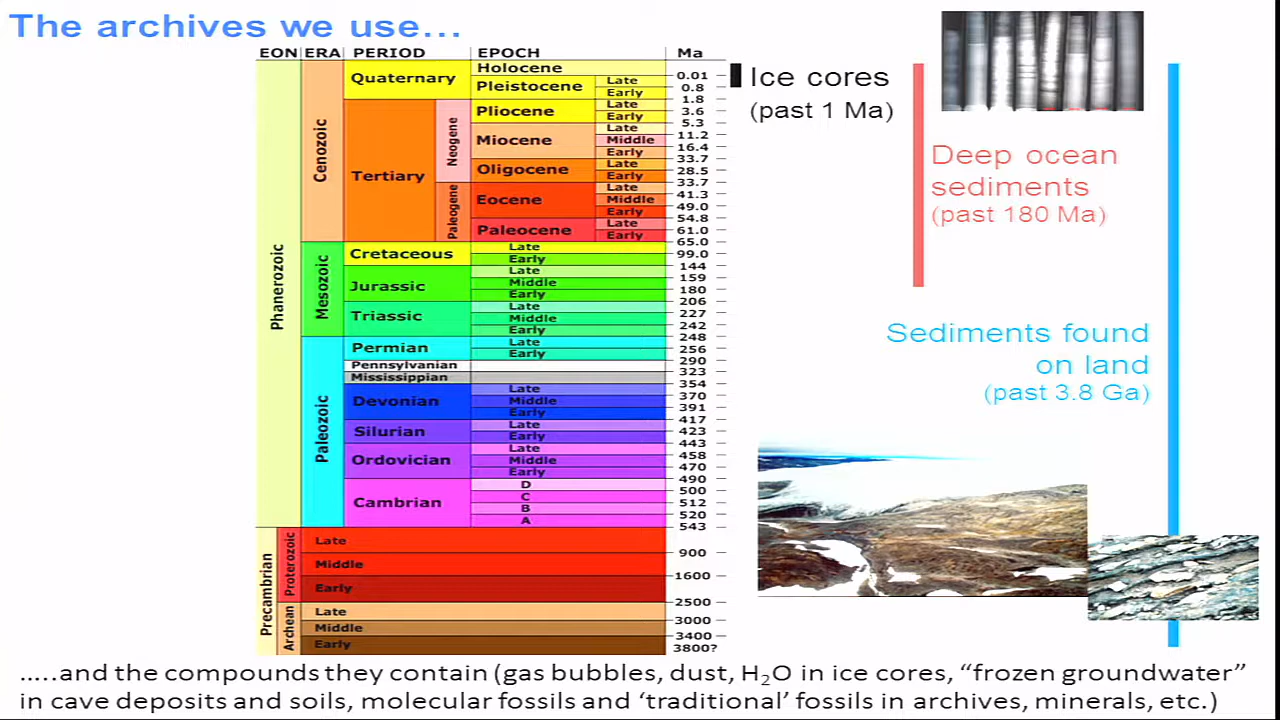 The archives we use...
EON ERA PERIOD EPOCH Ma
Phanerozoic
Cenozoic
Quaternary
Holocene
0.01
Pleistocene
Late
0.8
Early
1.8
Tertiary
Neogene
Pliocene
Late
3.6
Early
5.3
Miocene
Late
11.2
Middle
16.4
Early
33.7
Oligocene
Late
28.5
Early
33.7
Paleogene
Eocene
Late
41.3
Middle
49.0
Early
54.8
Paleocene
Late
61.0
Early
65.0
Mesozoic
Cretaceous
Late
99.0
Early
144
Jurassic
Late
159
Middle
180
Early
206
Triassic
Late
227
Middle
242
Early
248
Paleozoic
Permian
Late
256
Early
290
Pennsylvanian
323
Mississippian
354
Devonian
Late
370
Middle
391
Early
417
Silurian
Late
423
Early
443
Ordovician
Late
458
Middle
470
Early
490
Cambrian
D
500
C
512
B
520
A
543
Precambrian
Proterozoic
Late
900
Middle
1600
Early
2500
Archean
Late
3000
Middle
3400
Early
3800?
Ice cores
(past 1 Ma)
Deep ocean
sediments
(past 180 Ma)
Sediments found
on land
(past 3.8 Ga)
.....and the compounds they contain (gas bubbles, dust, H₂O in ice cores, “frozen groundwater”
in cave deposits and soils, molecular fossils and ‘traditional’ fossils in archives, minerals, etc.)